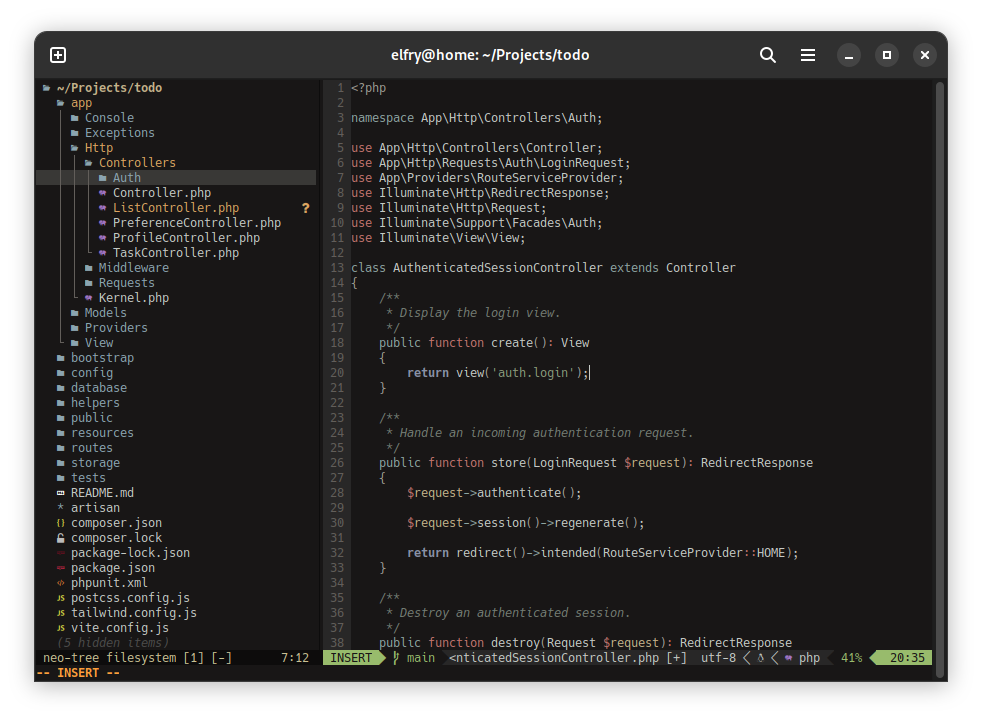 elfry@home: ~/Projects/todo
~/Projects/todo
app
Console
Exceptions
Http
Controllers
Auth
Controller.php
ListController.php ?
PreferenceController.php
ProfileController.php
TaskController.php
Middleware
Requests
Kernel.php
Models
Providers
View
bootstrap
config
database
helpers
public
resources
routes
storage
tests
README.md
* artisan
{} composer.json
composer.lock
package-lock.json
package.json
</> phpunit.xml
JS postcss.config.js
JS tailwind.config.js
JS vite.config.js
(5 hidden items)
neo-tree filesystem [1] [-] 7:12
1 <?php
2
3 namespace App\Http\Controllers\Auth;
4
5 use App\Http\Controllers\Controller;
6 use App\Http\Requests\Auth\LoginRequest;
7 use App\Providers\RouteServiceProvider;
8 use Illuminate\Http\RedirectResponse;
9 use Illuminate\Http\Request;
10 use Illuminate\Support\Facades\Auth;
11 use Illuminate\View\View;
12
13 class AuthenticatedSessionController extends Controller
14 {
15     /**
16      * Display the login view.
17      */
18     public function create(): View
19     {
20         return view('auth.login');
21     }
22
23     /**
24      * Handle an incoming authentication request.
25      */
26     public function store(LoginRequest $request): RedirectResponse
27     {
28         $request->authenticate();
29
30         $request->session()->regenerate();
31
32         return redirect()->intended(RouteServiceProvider::HOME);
33     }
34
35     /**
36      * Destroy an authenticated session.
37      */
38     public function destroy(Request $request): RedirectResponse
INSERT main <nticatedSessionController.php [+] utf-8 php 41% 20:35
-- INSERT --